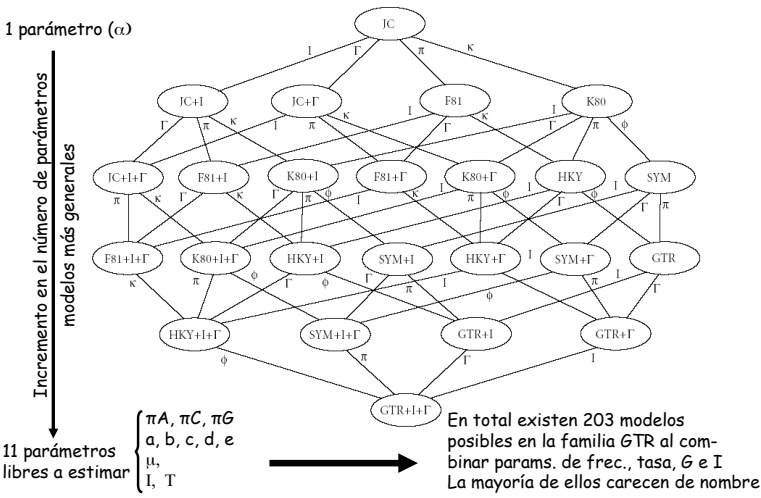 1 parámetro (α)
JC
I Γ π κ
JC+I JC+Γ F81 K80
Γ π κ I π κ I Γ κ I Γ π φ
JC+I+Γ F81+I K80+I F81+Γ K80+Γ HKY SYM
π κ Γ κ Γ π φ I κ I π φ I Γ φ I Γ π
F81+I+Γ K80+I+Γ HKY+I SYM+I HKY+Γ SYM+Γ GTR
κ π φ Γ φ Γ π I φ I π I Γ
HKY+I+Γ SYM+I+Γ GTR+I GTR+Γ
φ π Γ I
GTR+I+Γ
Incremento en el número de parámetros
modelos más generales
11 parámetros
libres a estimar
πA, πC, πG
a, b, c, d, e
μ,
I, T
En total existen 203 modelos
posibles en la familia GTR al com-
binar params. de frec., tasa, G e I
La mayoría de ellos carecen de nombre